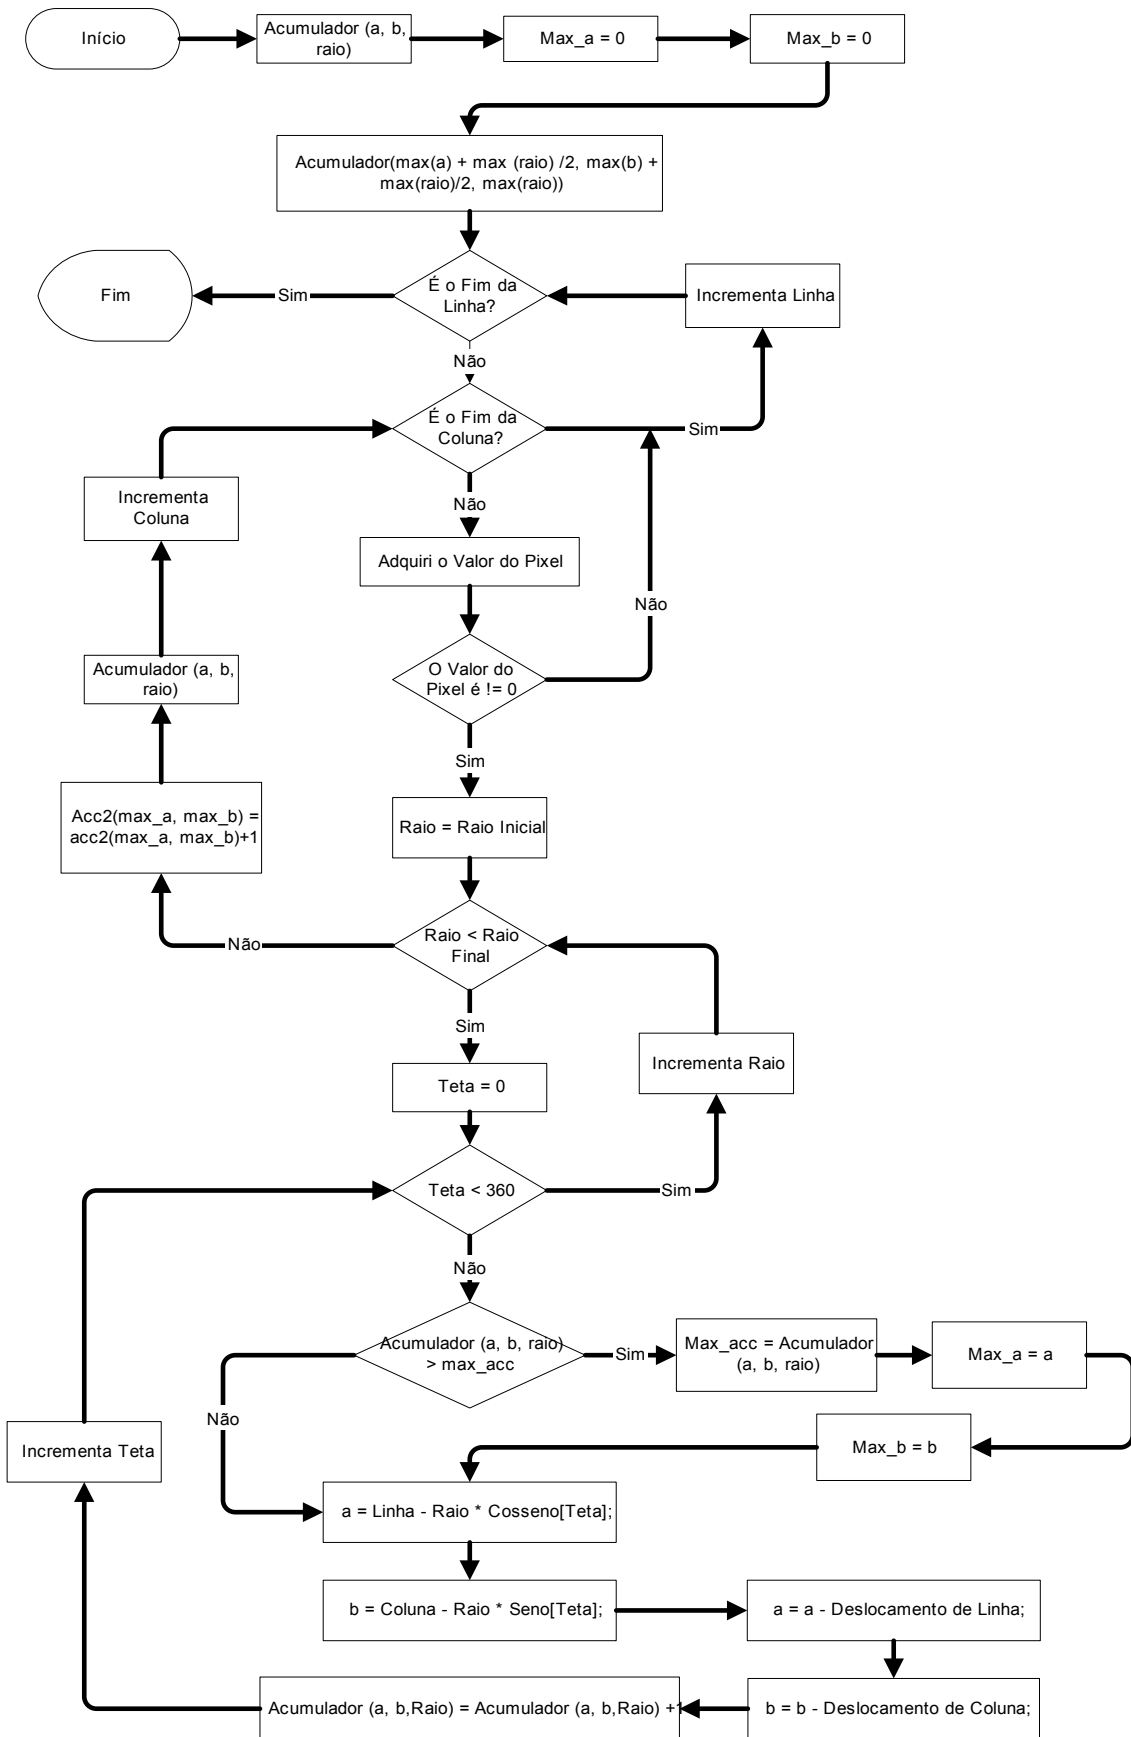 Início
Acumulador (a, b,
raio)
Max_a = 0
Max_b = 0
Acumulador(max(a) + max (raio) /2, max(b) +
max(raio)/2, max(raio))
É o Fim da
Linha?
Sim
Fim
Incrementa Linha
Não
É o Fim da
Coluna?
Sim
Incrementa
Coluna
Não
Adquiri o Valor do Pixel
Não
O Valor do
Pixel é != 0
Acumulador (a, b,
raio)
Sim
Acc2(max_a, max_b) =
acc2(max_a, max_b)+1
Raio = Raio Inicial
Raio < Raio
Final
Não
Sim
Incrementa Raio
Teta = 0
Teta < 360
Sim
Não
Acumulador (a, b, raio)
> max_acc
Sim
Max_acc = Acumulador
(a, b, raio)
Max_a = a
Não
Incrementa Teta
Max_b = b
a = Linha - Raio * Cosseno[Teta];
b = Coluna - Raio * Seno[Teta];
a = a - Deslocamento de Linha;
b = b - Deslocamento de Coluna;
Acumulador (a, b,Raio) = Acumulador (a, b,Raio) +1